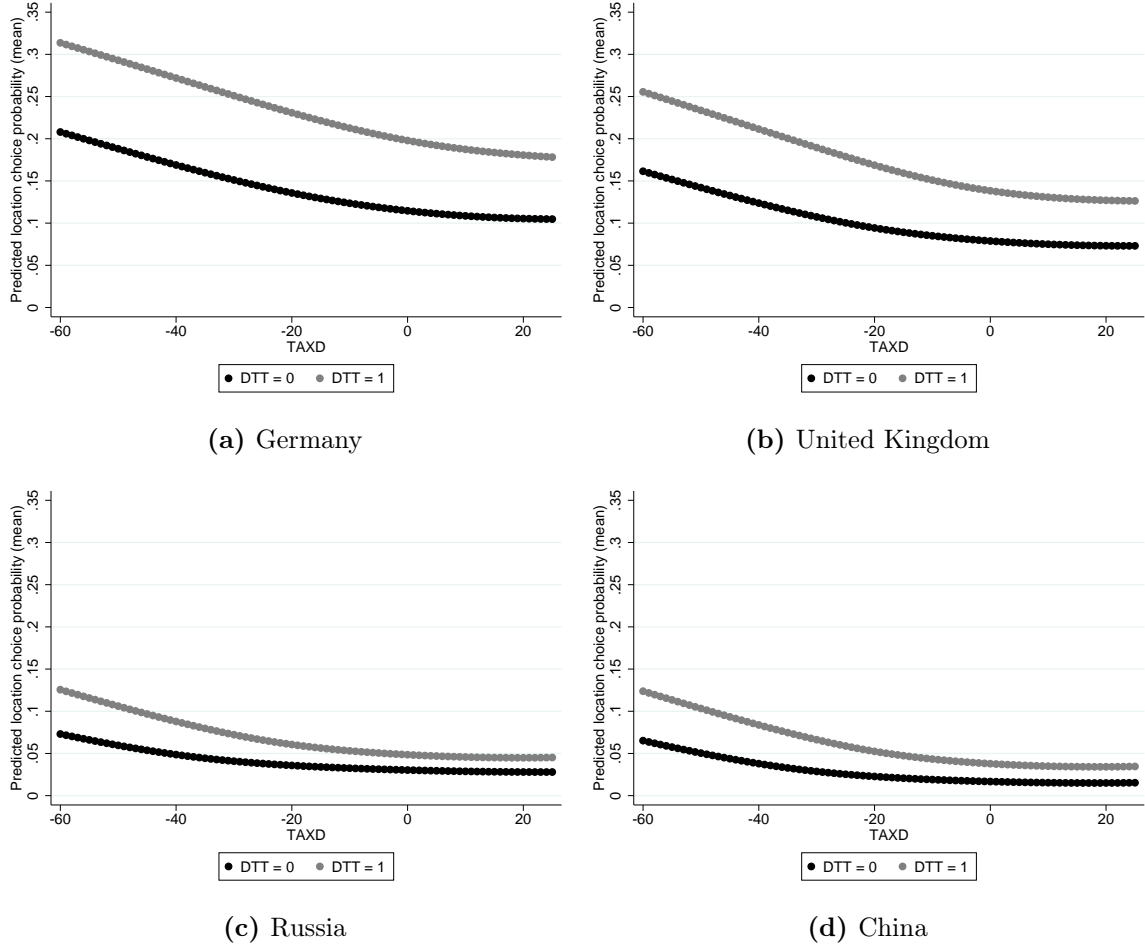 Predicted location choice probability (mean)
0 .05 .1 .15 .2 .25 .3 .35
-60 -40 -20 0 20
TAXD
DTT = 0 DTT = 1
(a) Germany
Predicted location choice probability (mean)
0 .05 .1 .15 .2 .25 .3 .35
-60 -40 -20 0 20
TAXD
DTT = 0 DTT = 1
(b) United Kingdom
Predicted location choice probability (mean)
0 .05 .1 .15 .2 .25 .3 .35
-60 -40 -20 0 20
TAXD
DTT = 0 DTT = 1
(c) Russia
Predicted location choice probability (mean)
0 .05 .1 .15 .2 .25 .3 .35
-60 -40 -20 0 20
TAXD
DTT = 0 DTT = 1
(d) China